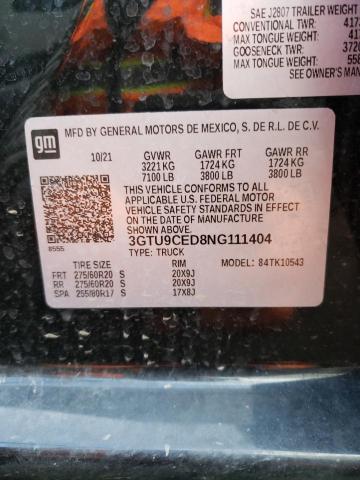 SAE J2807 TRAILER WEIGHT
CONVENTIONAL TWR:
MAX TONGUE WEIGHT:
GOOSENECK TWR:
MAX TONGUE WEIGHT:
SEE OWNER'S
gm
MFD BY GENERAL MOTORS DE MEXICO, S. DE R.L. DE C.V.
10/21 GVWR GAWR FRT GAWR RR
3221 KG 1724 KG 1724 KG
7100 LB 3800 LB 3800 LB
THIS VEHICLE CONFORMS TO ALL
APPLICABLE U.S. FEDERAL MOTOR
VEHICLE SAFETY STANDARDS IN EFFECT
ON THE DATE OF MANUFACTURE
SHOWN ABOVE.
8555
3GTU9CED8NG111404
TYPE: TRUCK
MODEL: 84TK10543
TIRE SIZE RIM
FRT 275/60R20 S 20X9J
RR 275/60R20 S 20X9J
SPA 255/80R17 S 17X8J